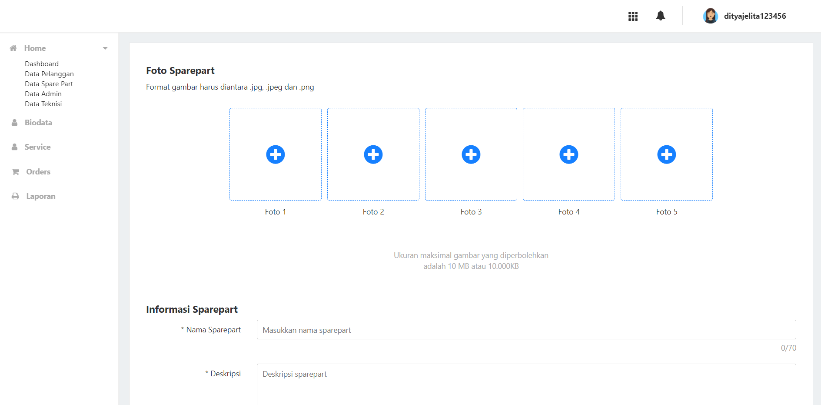 dityajelita123456
Home
Dashboard
Data Pelanggan
Data Spare Part
Data Admin
Data Teknisi
Biodata
Service
Orders
Laporan
Foto Sparepart
Format gambar harus diantara .jpg, .jpeg dan .png
Foto 1 Foto 2 Foto 3 Foto 4 Foto 5
Ukuran maksimal gambar yang diperbolehkan
adalah 10 MB atau 10.000KB
Informasi Sparepart
* Nama Sparepart Masukkan nama sparepart
0/70
* Deskripsi Deskripsi sparepart